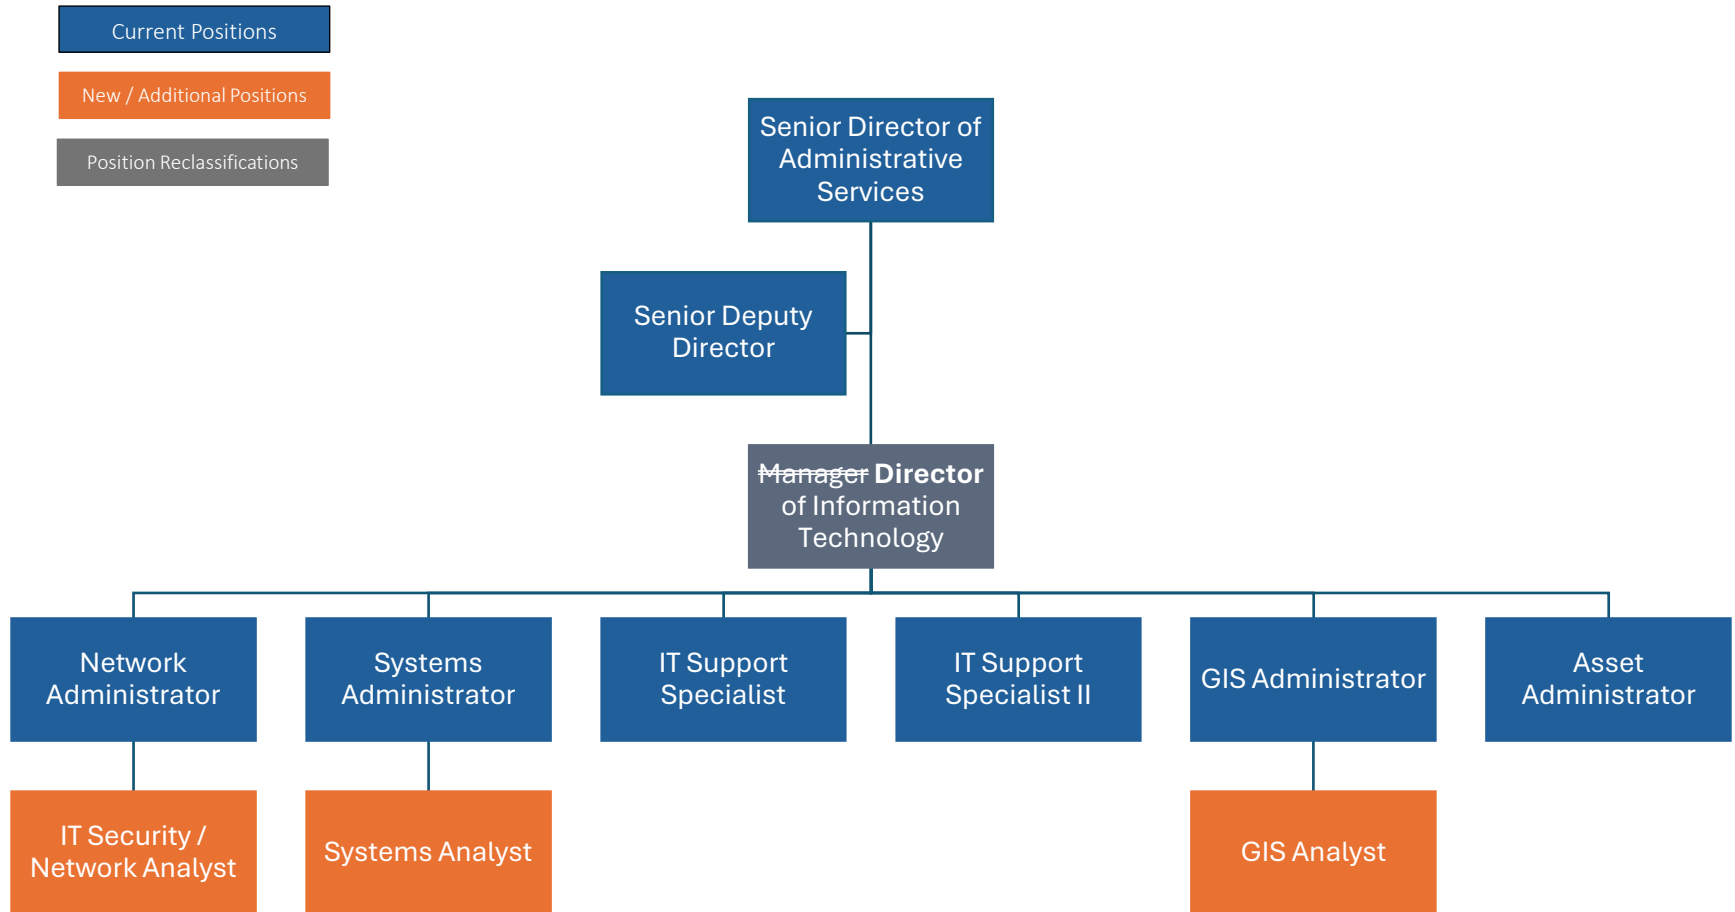 Current Positions
New / Additional Positions
Position Reclassifications
Senior Director of
Administrative
Services
Senior Deputy
Director
Manager Director
of Information
Technology
Network
Administrator
Systems
Administrator
IT Support
Specialist
IT Support
Specialist II
GIS Administrator
Asset
Administrator
IT Security /
Network Analyst
Systems Analyst
GIS Analyst